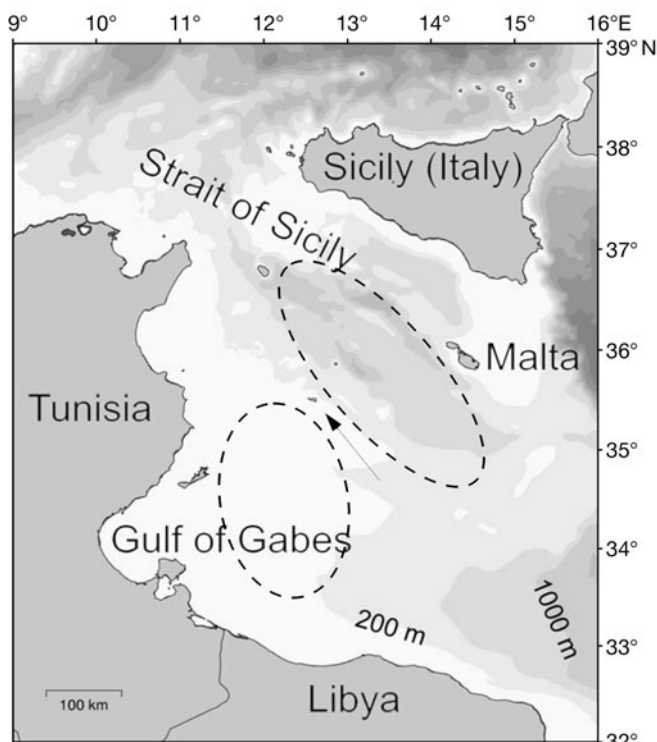 9° 10° 11° 12° 13° 14° 15° 16°E
39°N
38°
Sicily (Italy)
Strait of Sicily
37°
Malta
36°
Tunisia
35°
Gulf of Gabes
34°
1000 m
200 m
33°
100 km
Libya
32°